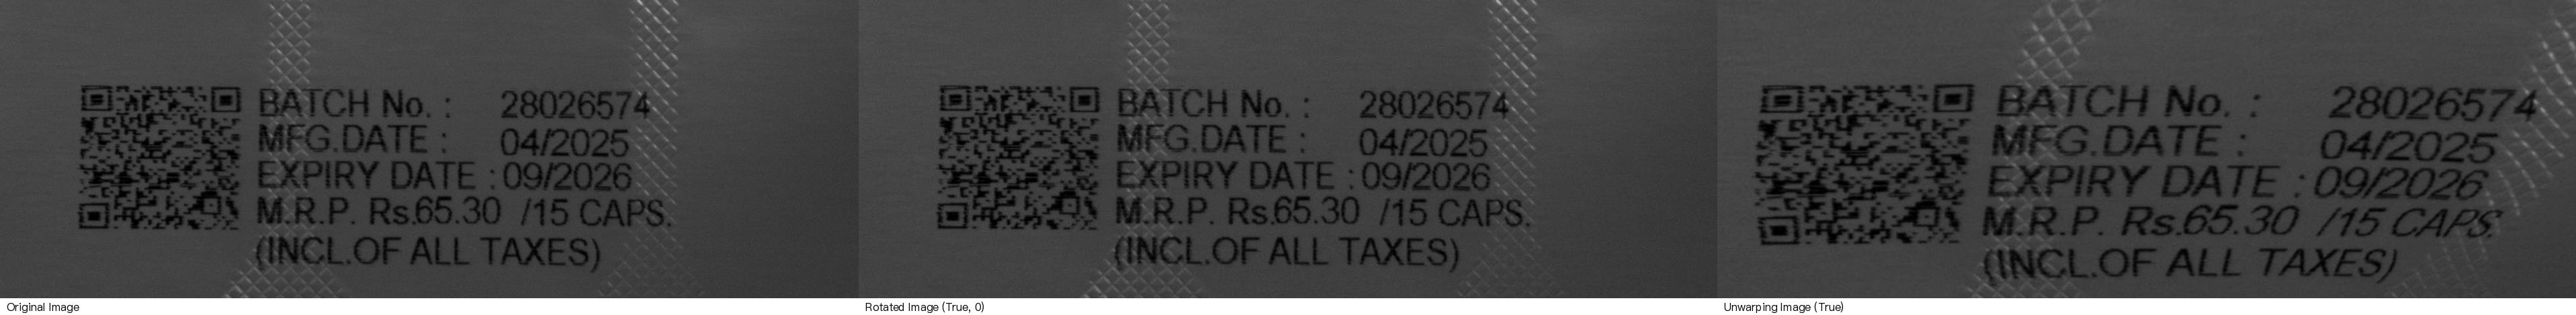 BATCH No. : 28026574
MFG.DATE : 04/2025
EXPIRY DATE : 09/2026
M.R.P. Rs.65.30 /15 CAPS.
(INCL.OF ALL TAXES)
Original Image
BATCH No. : 28026574
MFG.DATE : 04/2025
EXPIRY DATE : 09/2026
M.R.P. Rs.65.30 /15 CAPS.
(INCL.OF ALL TAXES)
Rotated Image (True, 0)
BATCH No. : 28026574
MFG.DATE : 04/2025
EXPIRY DATE : 09/2026
M.R.P. Rs.65.30 /15 CAPS.
(INCL.OF ALL TAXES)
Unwarping Image (True)